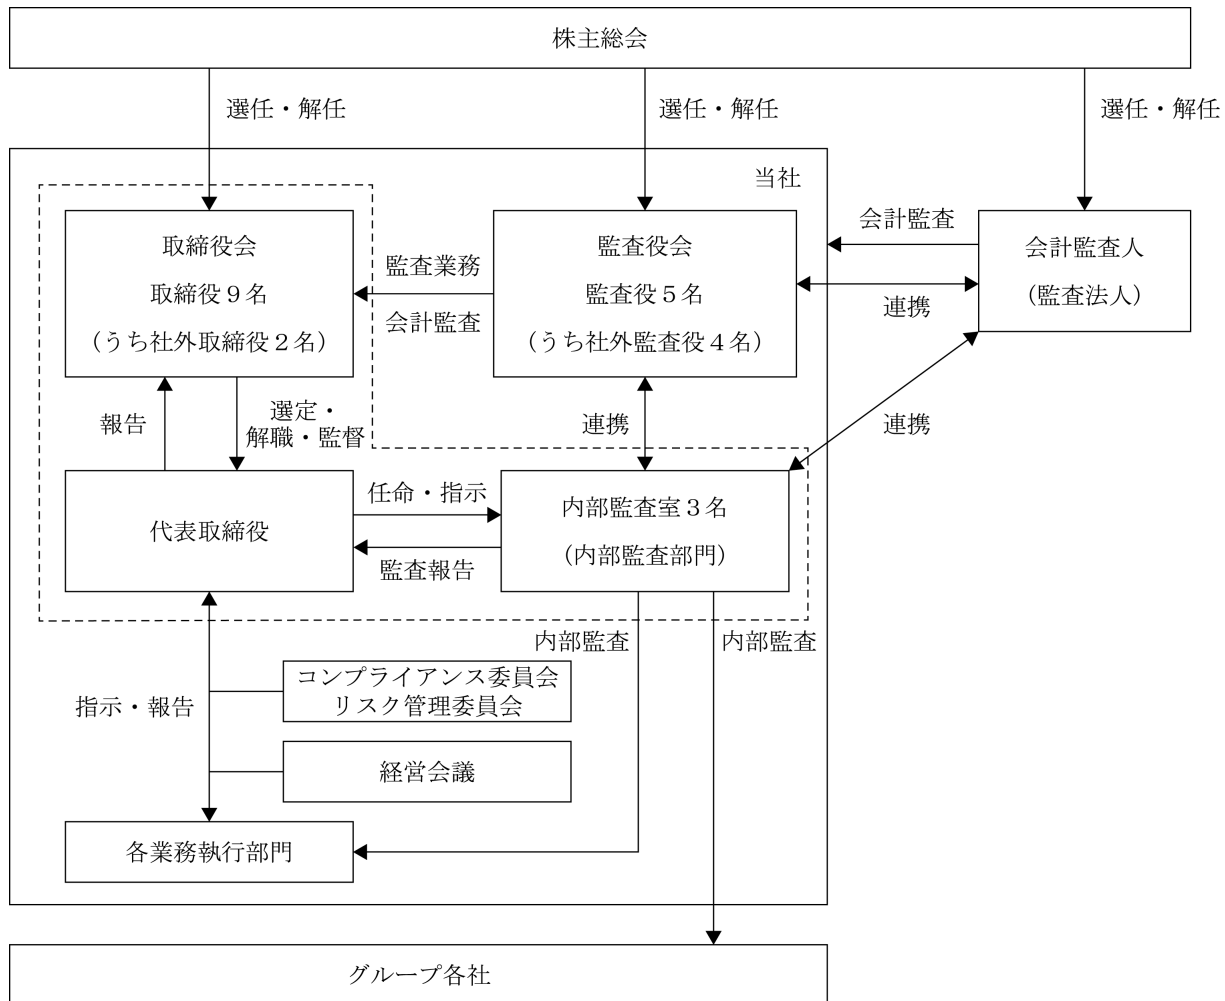 株主総会
選任・解任
選任・解任
選任・解任
当社
取締役会
取締役９名
（うち社外取締役２名）
監査業務
会計監査
監査役会
監査役５名
（うち社外監査役４名）
会計監査
連携
会計監査人
（監査法人）
報告
選定・
解職・監督
連携
連携
代表取締役
任命・指示
監査報告
内部監査室３名
（内部監査部門）
内部監査
内部監査
指示・報告
コンプライアンス委員会
リスク管理委員会
経営会議
各業務執行部門
グループ各社